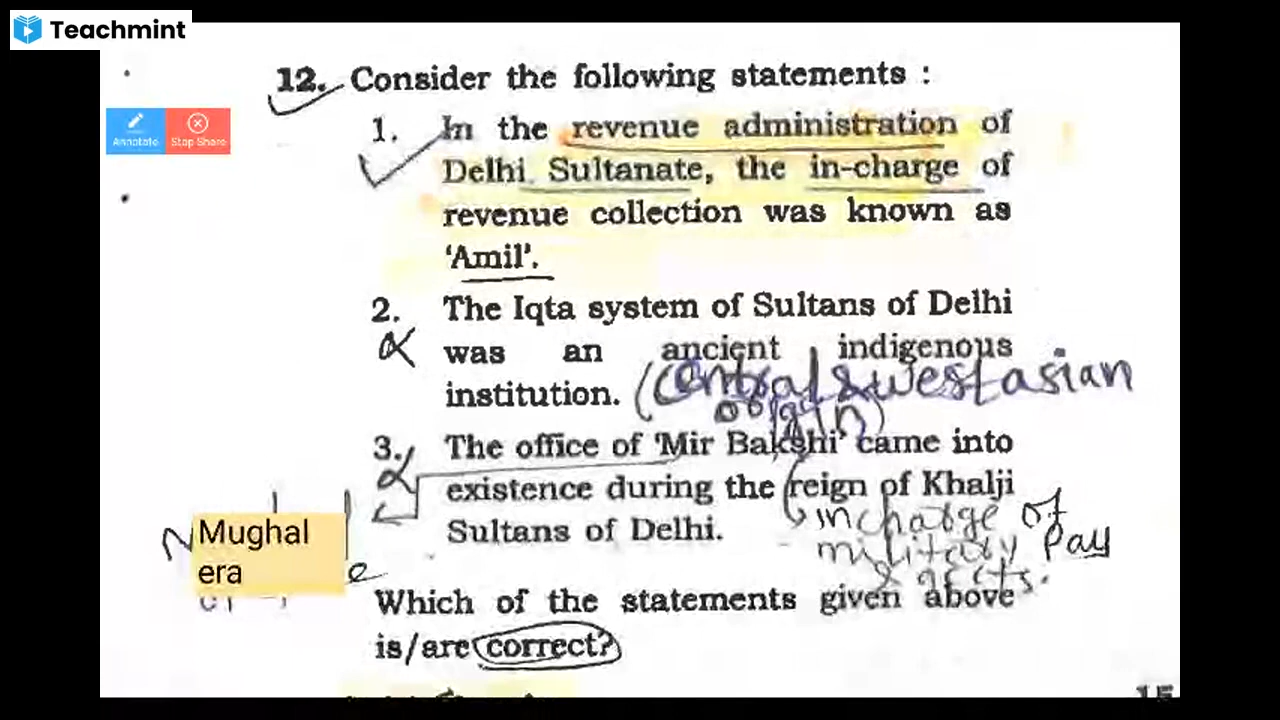 Teachmint
Annotate
Stop Share
12. Consider the following statements :
1. In the revenue administration of
Delhi Sultanate, the in-charge of
revenue collection was known as
‘Amil’.
2. The Iqta system of Sultans of Delhi
was an ancient indigenous
institution. (Central & west asian
origin)
3. The office of ‘Mir Bakshi’ came into
existence during the reign of Khalji
Sultans of Delhi.
incharge of
military Pay
Mughal
era
Which of the statements given above
is/are correct?
15